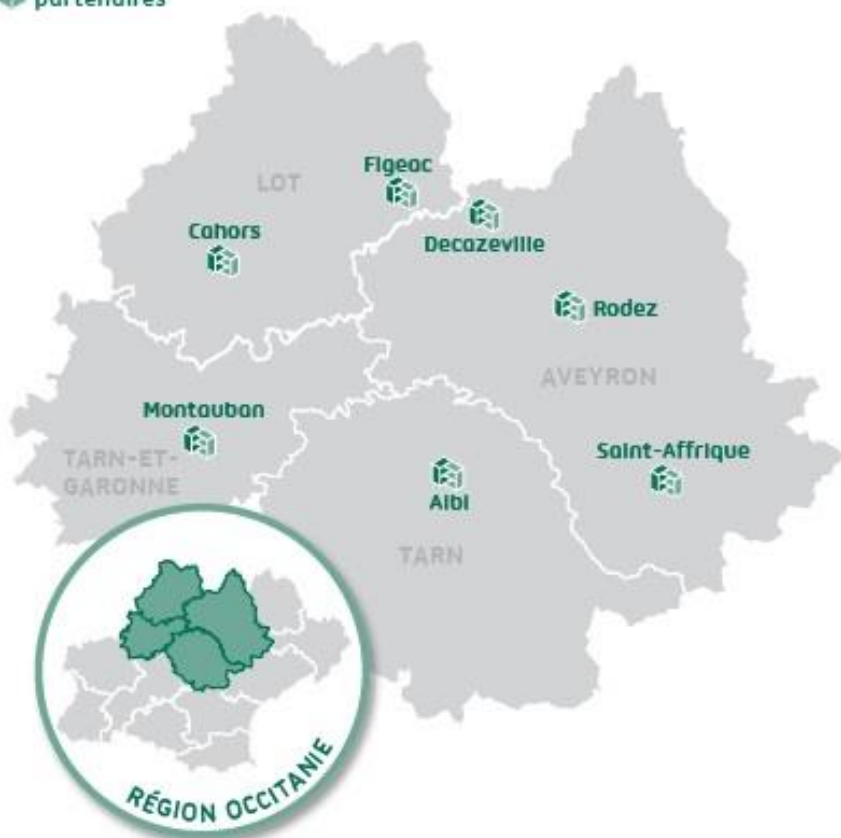 partenaires
Figeac
LOT
Cahors
Decazeville
Rodez
AVEYRON
Montauban
Saint-Affrique
TARN-ET-
GARONNE
Albi
TARN
RÉGION OCCITANIE